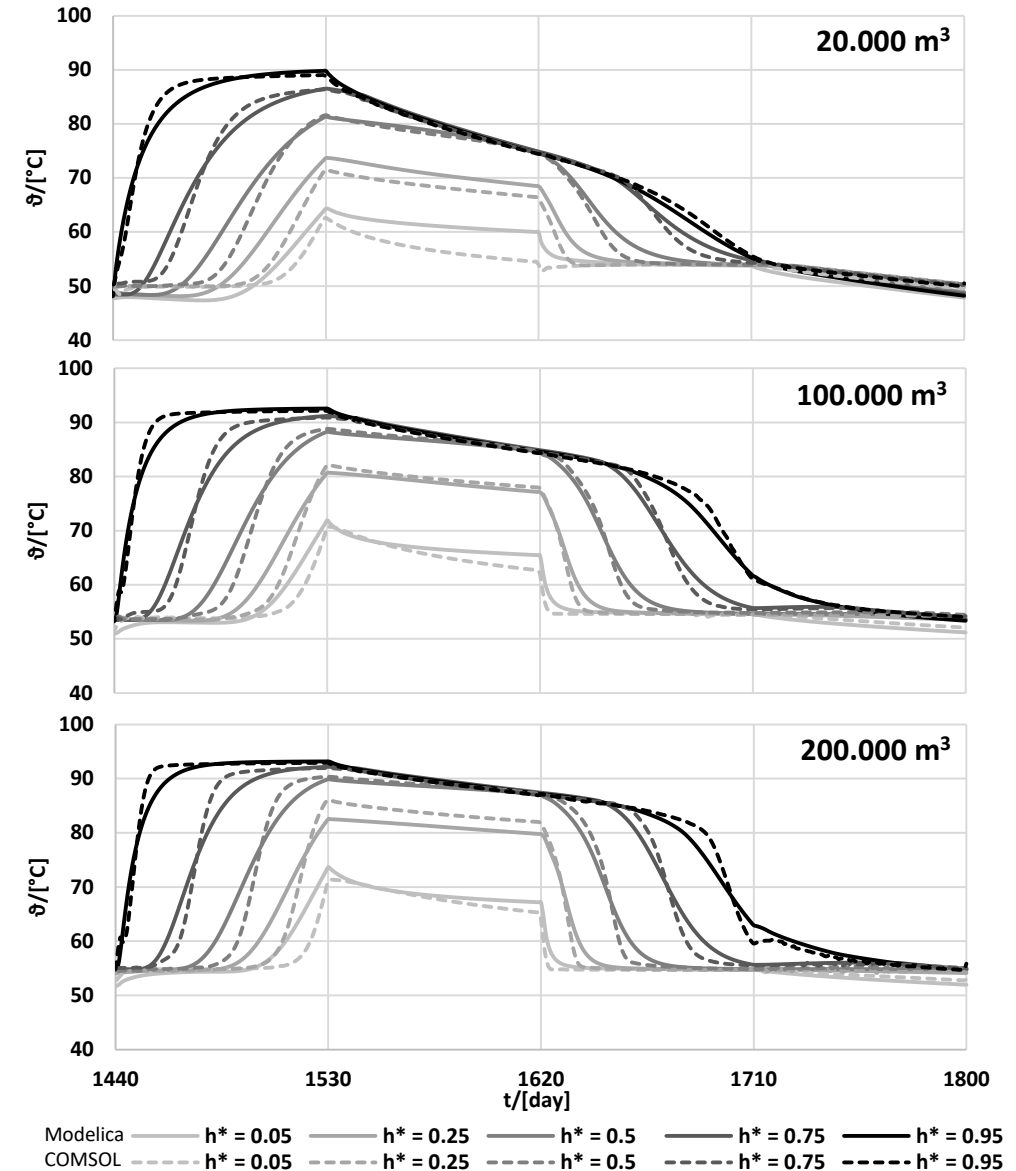 100
20.000 m³
90
80
ϑ/[°C]
70
60
50
40
100
100.000 m³
90
80
ϑ/[°C]
70
60
50
40
100
200.000 m³
90
80
ϑ/[°C]
70
60
50
40
1440 1530 1620 1710 1800
t/[day]
Modelica h* = 0.05 h* = 0.25 h* = 0.5 h* = 0.75 h* = 0.95
COMSOL h* = 0.05 h* = 0.25 h* = 0.5 h* = 0.75 h* = 0.95